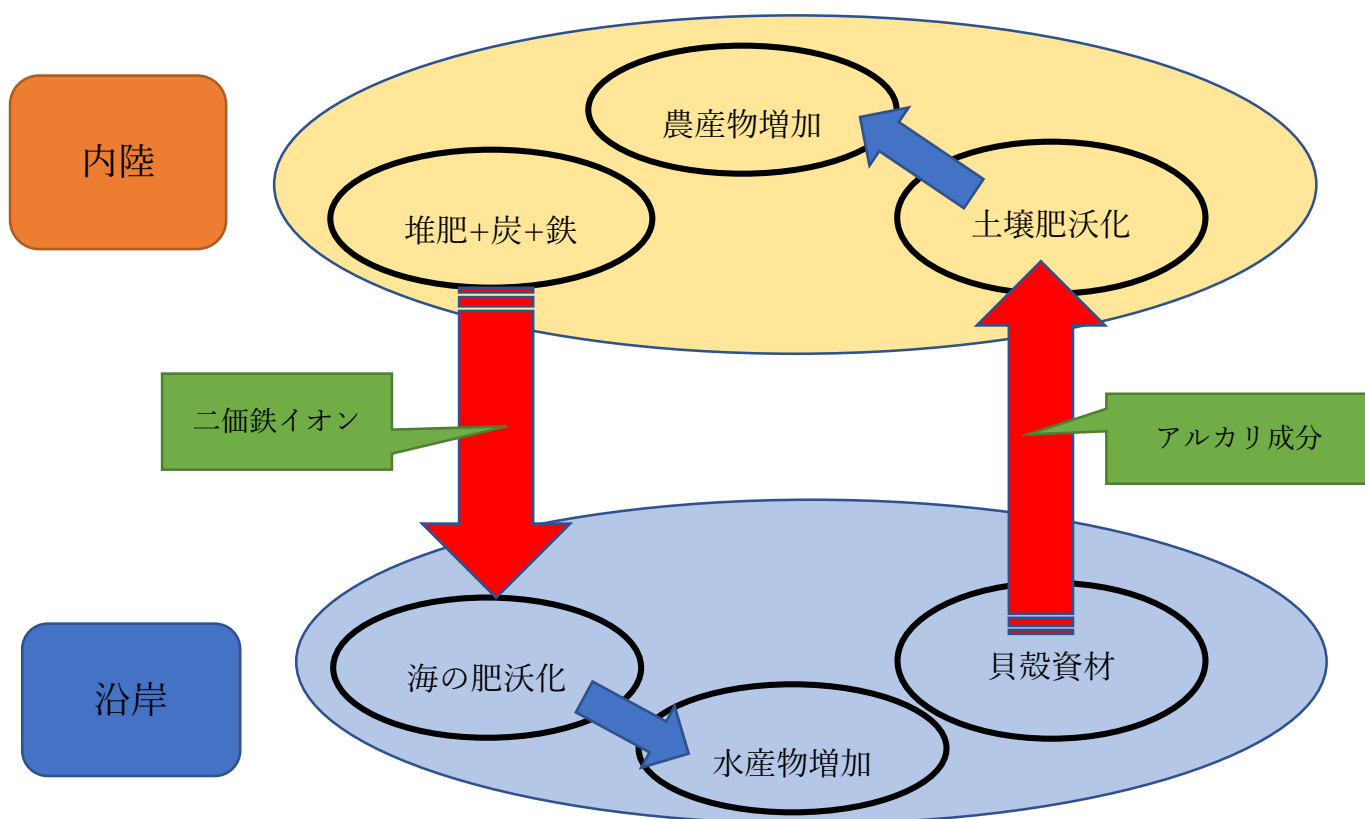 内陸
農産物増加
堆肥+炭+鉄
土壌肥沃化
二価鉄イオン
アルカリ成分
沿岸
海の肥沃化
貝殻資材
水産物増加